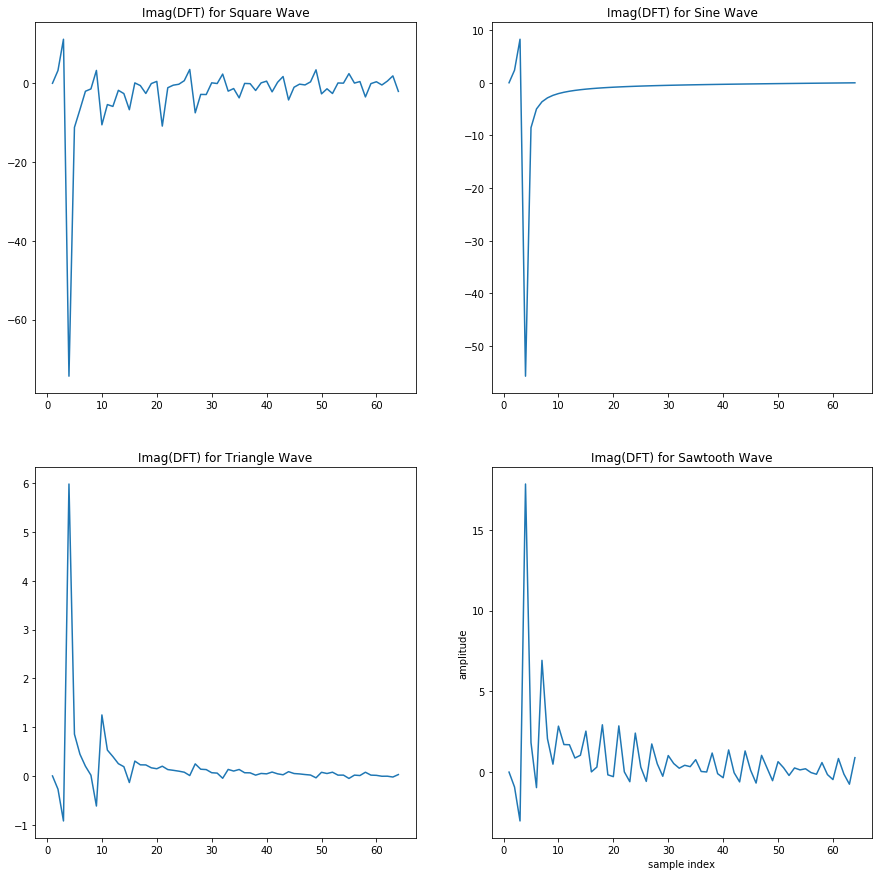 Imag(DFT) for Square Wave
0
−20
−40
−60
0 10 20 30 40 50 60
Imag(DFT) for Sine Wave
10
0
−10
−20
−30
−40
−50
0 10 20 30 40 50 60
Imag(DFT) for Triangle Wave
6
5
4
3
2
1
0
−1
0 10 20 30 40 50 60
Imag(DFT) for Sawtooth Wave
amplitude
15
10
5
0
0 10 20 30 40 50 60
sample index